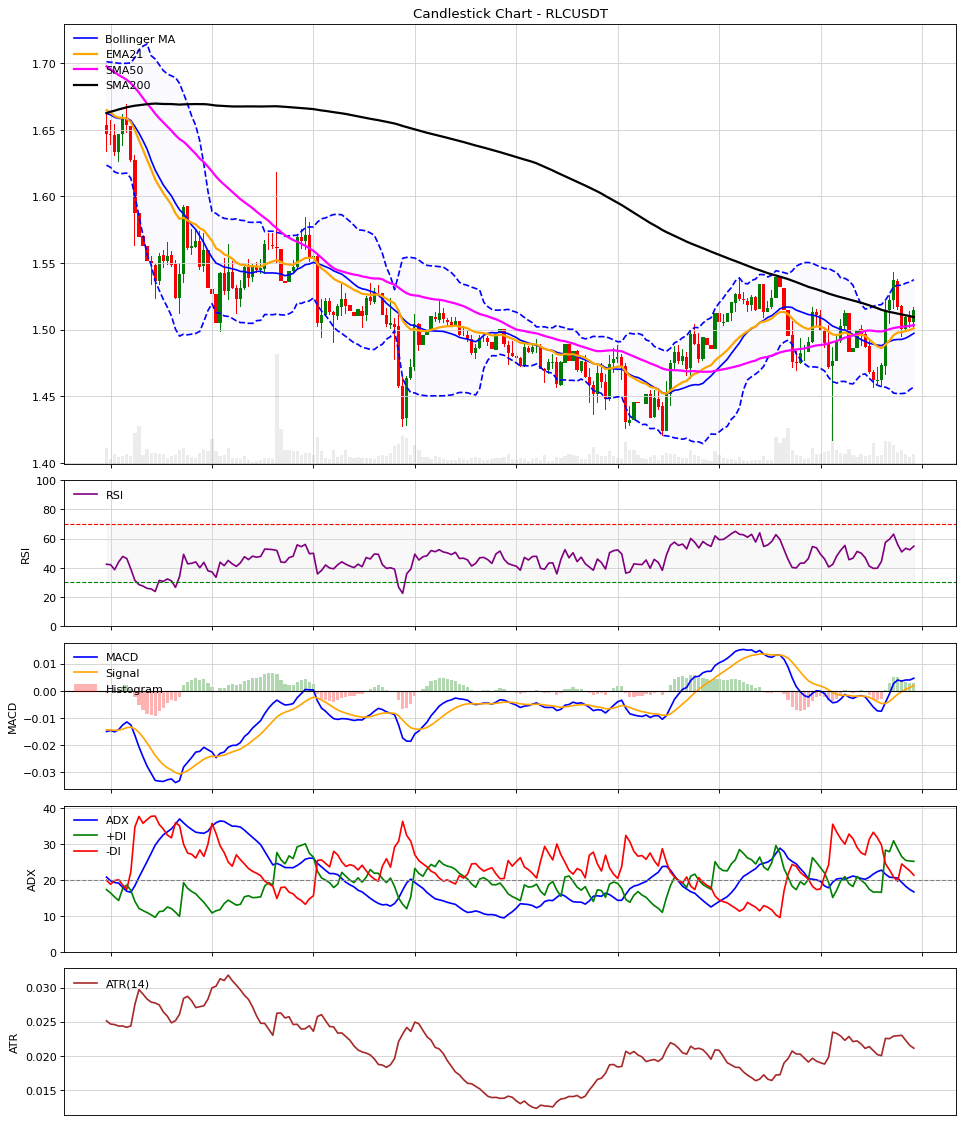 Candlestick Chart - RLCUSDT
Bollinger MA
EMA21
SMA50
SMA200
1.70
1.65
1.60
1.55
1.50
1.45
1.40
100
80
60
40
20
0
RSI
RSI
0.01
0.00
−0.01
−0.02
−0.03
MACD
MACD
Signal
Histogram
40
30
20
10
0
ADX
ADX
+DI
-DI
0.030
0.025
0.020
0.015
ATR
ATR(14)